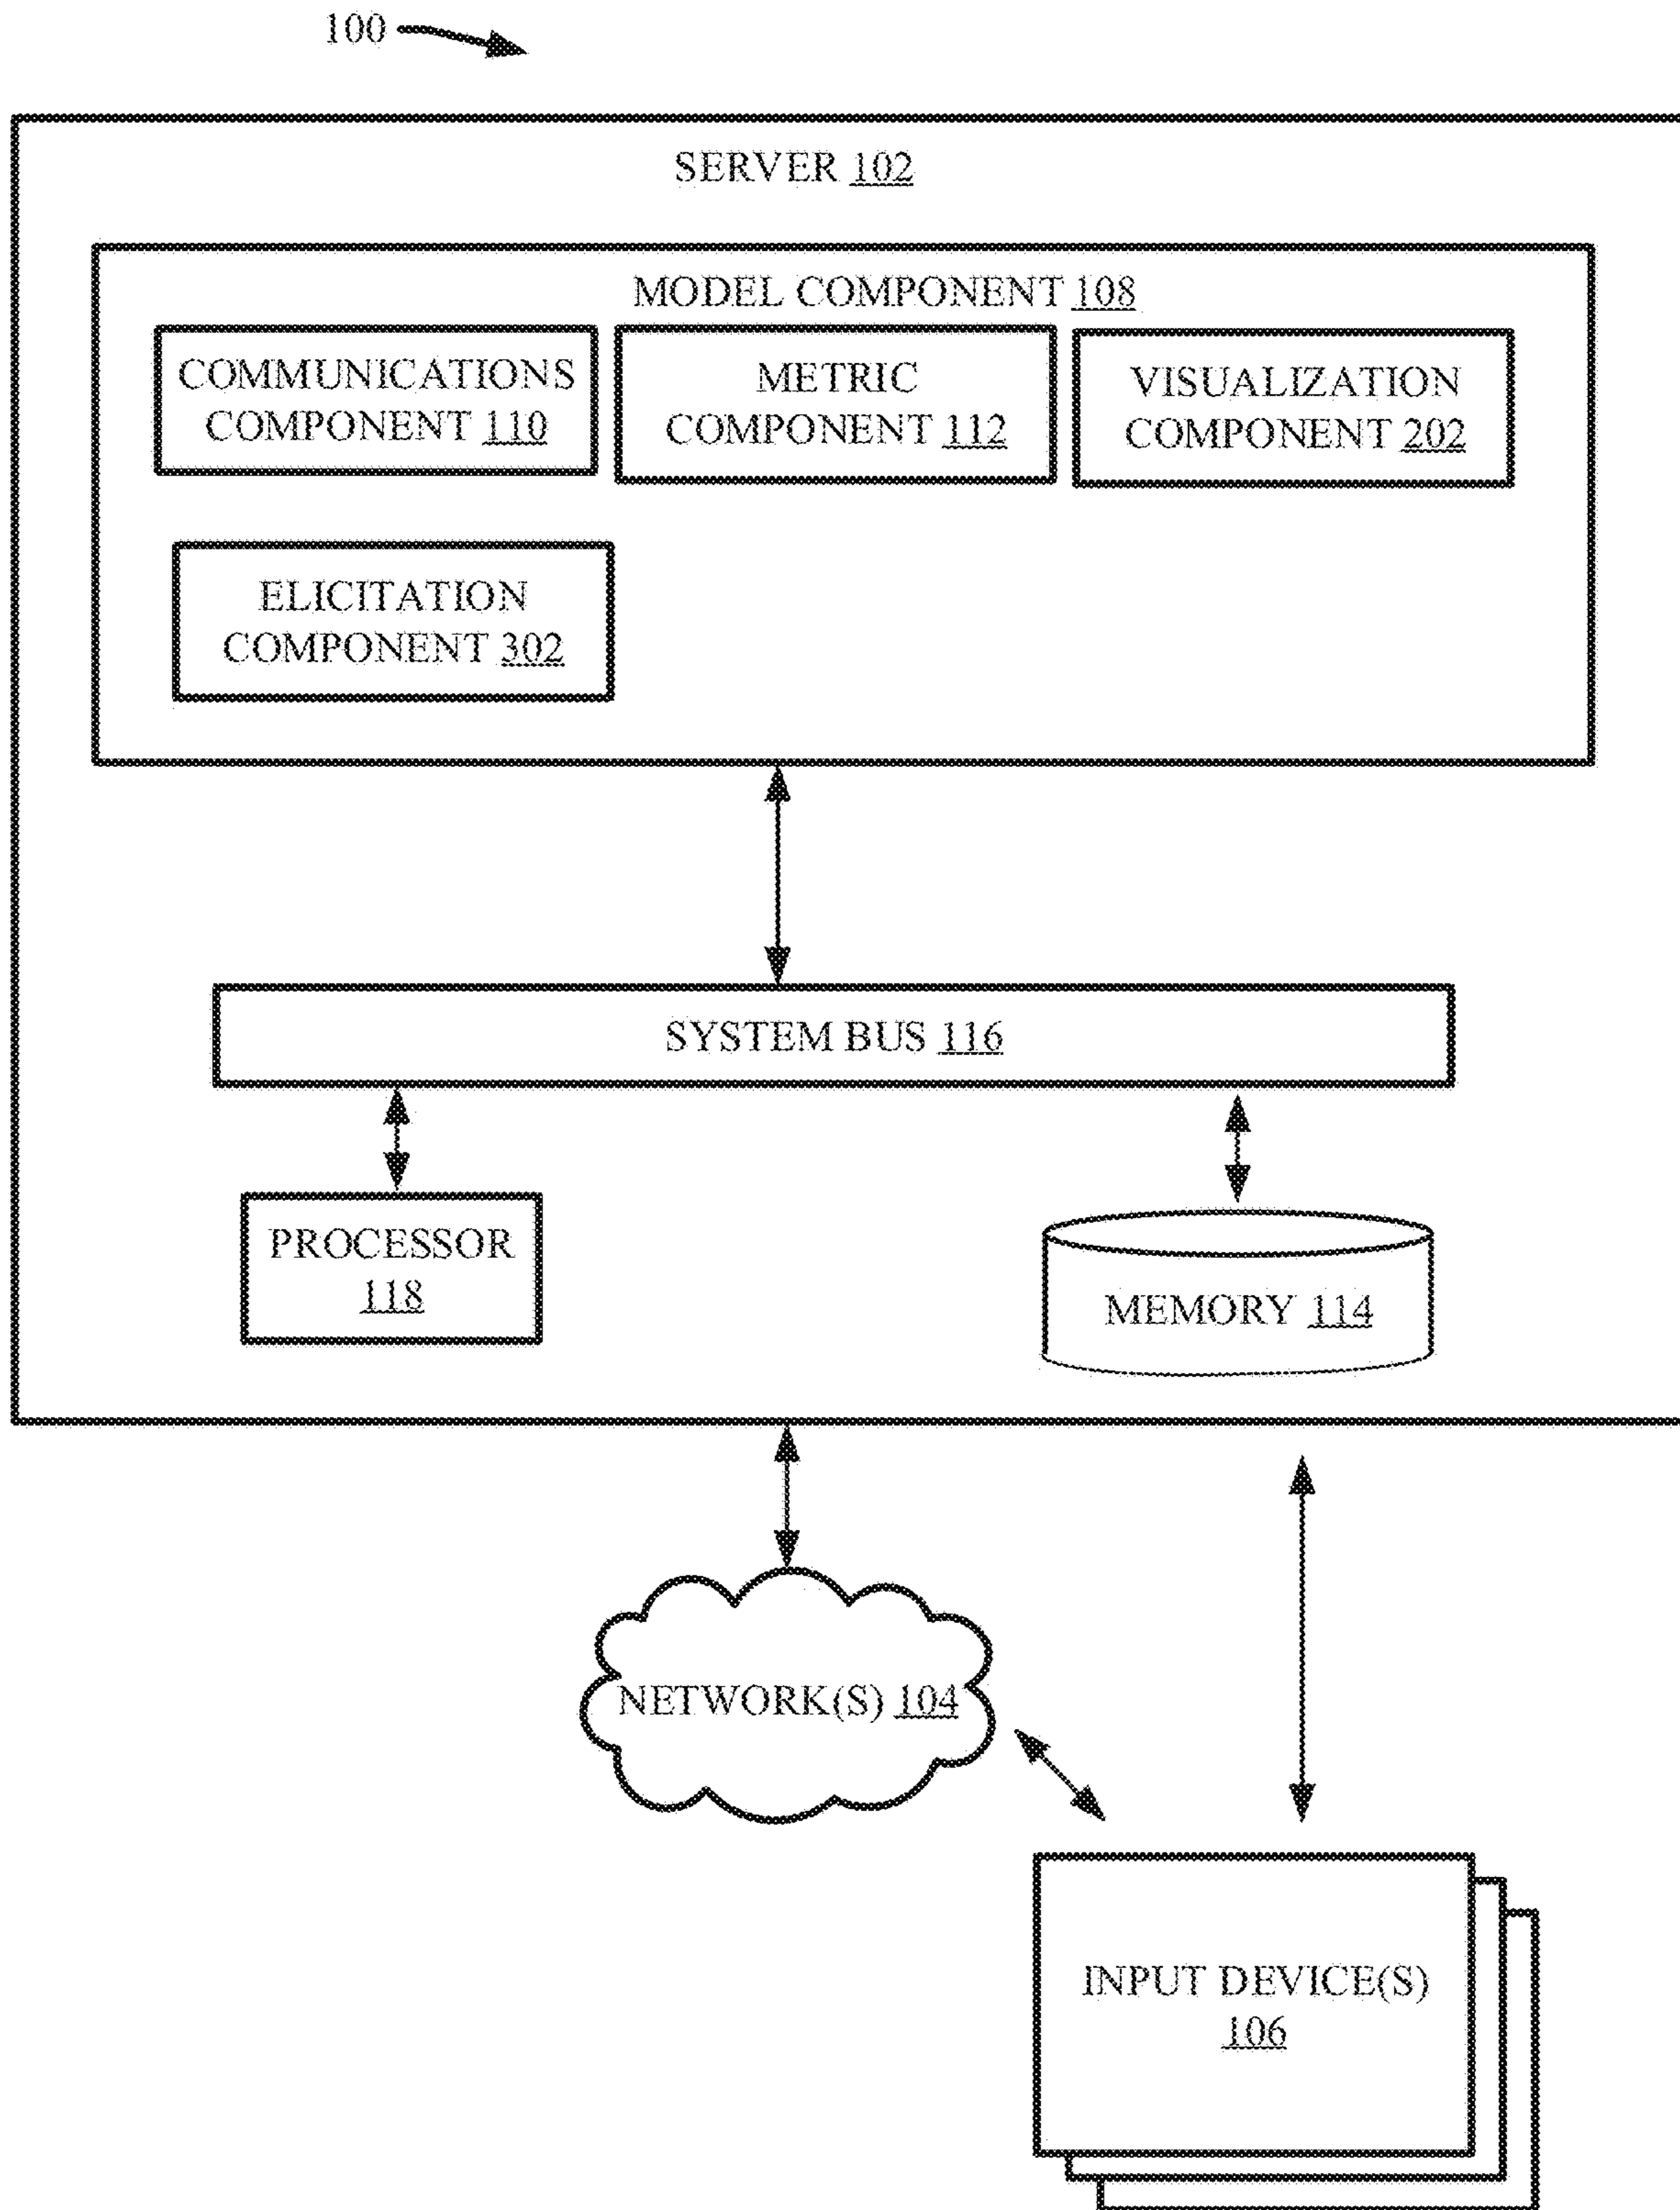 100
SERVER 102
MODEL COMPONENT 108
COMMUNICATIONS
COMPONENT 110
METRIC
COMPONENT 112
VISUALIZATION
COMPONENT 202
ELICITATION
COMPONENT 302
SYSTEM BUS 116
PROCESSOR
118
MEMORY 114
NETWORK(S) 104
INPUT DEVICE(S)
106